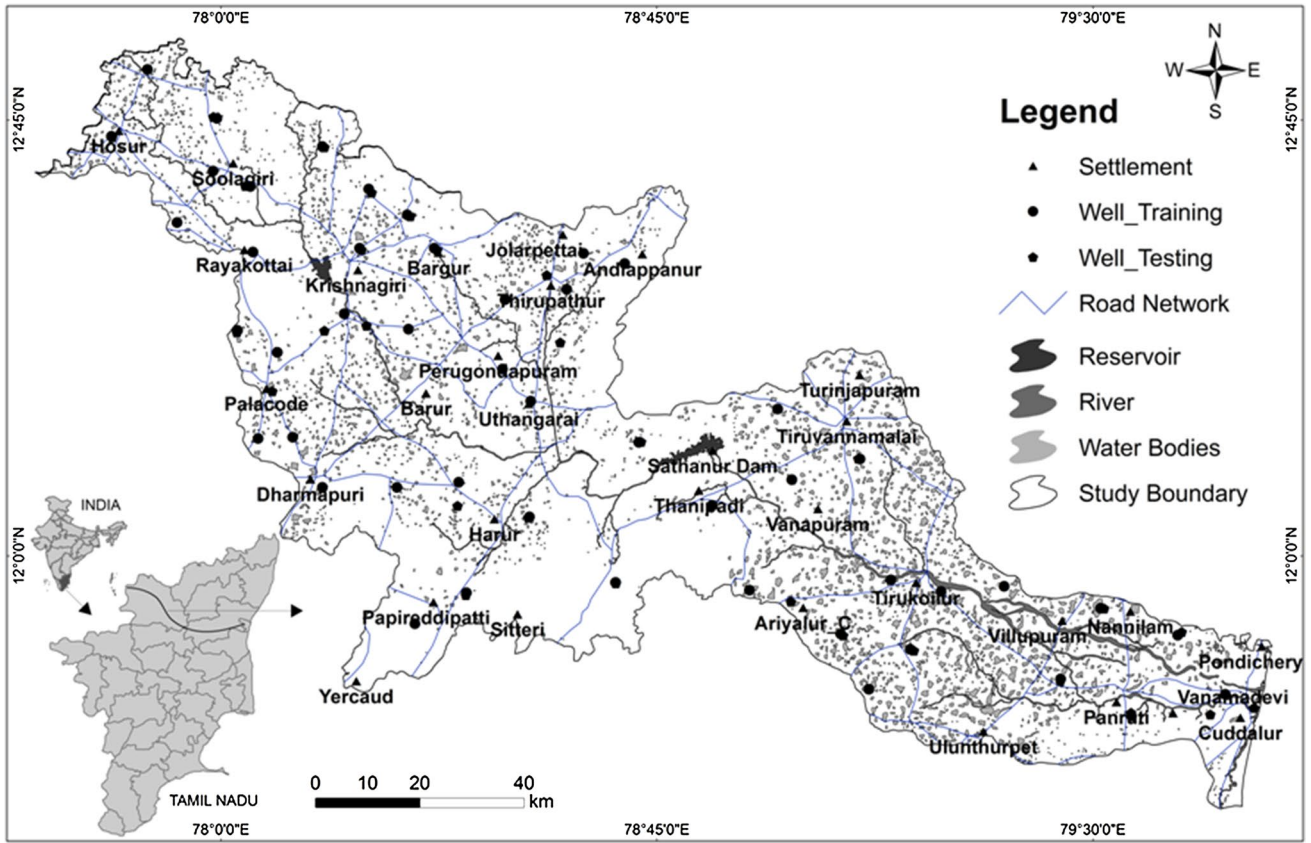 78°0'0"E
78°45'0"E
79°30'0"E
N
W
E
S
12°45'0"N
12°45'0"N
Legend
Settlement
Well_Training
Well_Testing
Road Network
Reservoir
River
Water Bodies
Study Boundary
Hosur
Soolagiri
Rayakottai
Krishnagiri
Bargur
Jolarpettai
Andiappanur
Thirupathur
Perugondapuram
Palacode
Barur
Uthangarai
Turinjapuram
Tiruvannamalai
Sathanur Dam
Dharmapuri
Thanipadi
Vanapuram
Harur
INDIA
12°0'0"N
12°0'0"N
Tirukoilur
Papireddipatti
Sitteri
Ariyalur_C
Villupuram
Nannilam
Pondichery
Yercaud
Vanamadevi
Panruti
Cuddalur
Ulunthurpet
0
10
20
40
km
TAMIL NADU
78°0'0"E
78°45'0"E
79°30'0"E